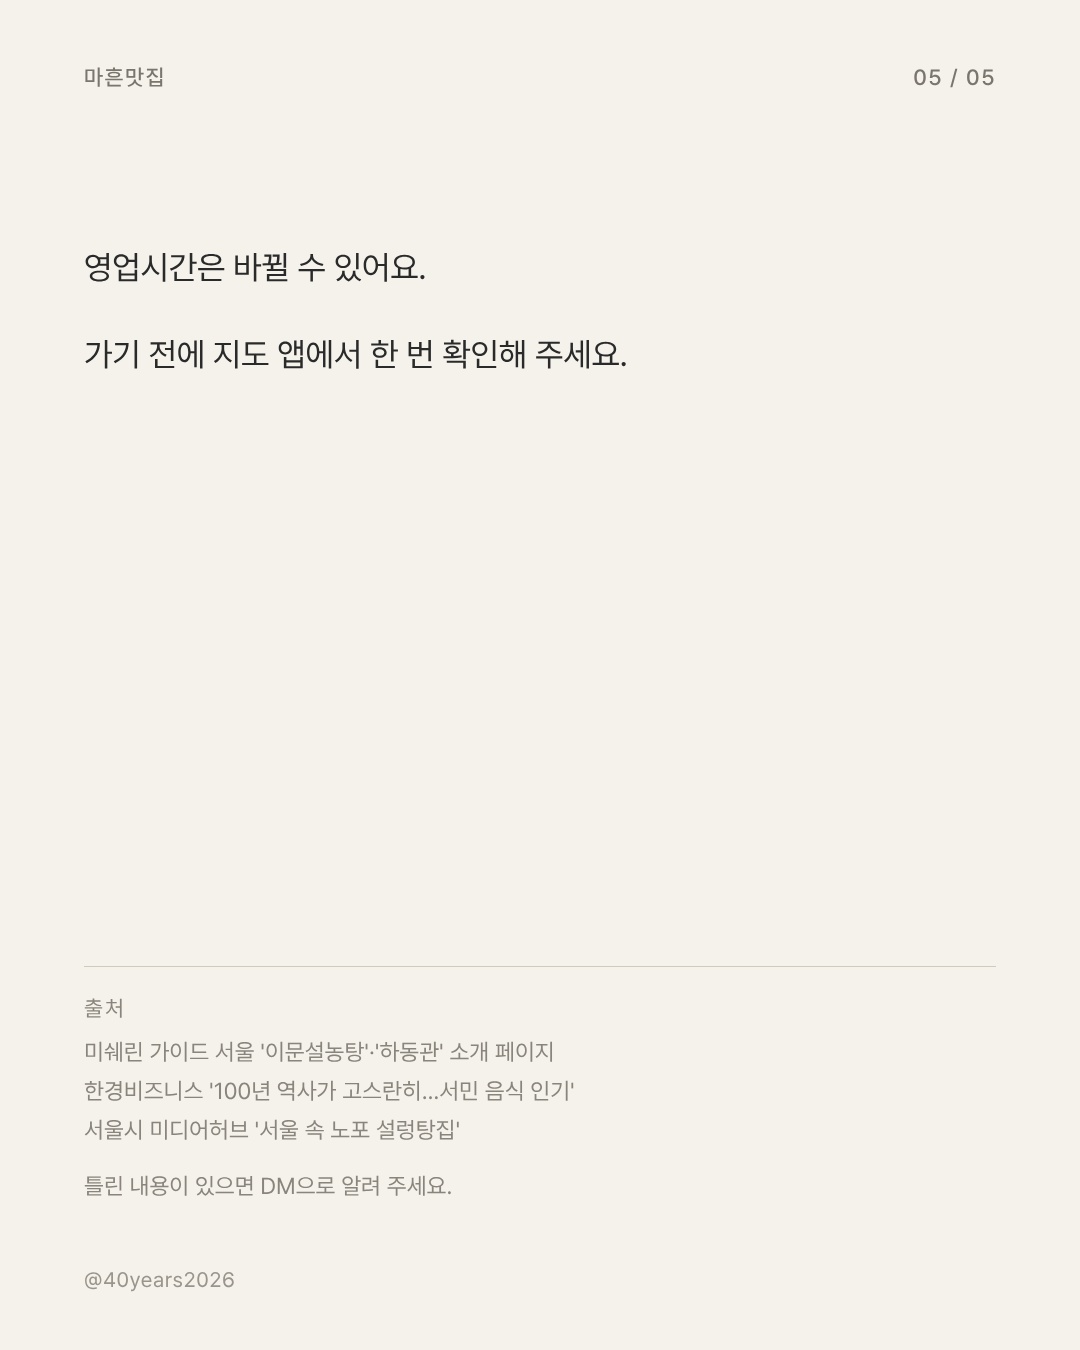 마흔맛집
05 / 05
영업시간은 바뀔 수 있어요.
가기 전에 지도 앱에서 한 번 확인해 주세요.
출처
미쉐린 가이드 서울 '이문설농탕'·'하동관' 소개 페이지
한경비즈니스 '100년 역사가 고스란히…서민 음식 인기'
서울시 미디어허브 '서울 속 노포 설렁탕집'
틀린 내용이 있으면 DM으로 알려 주세요.
@40years2026